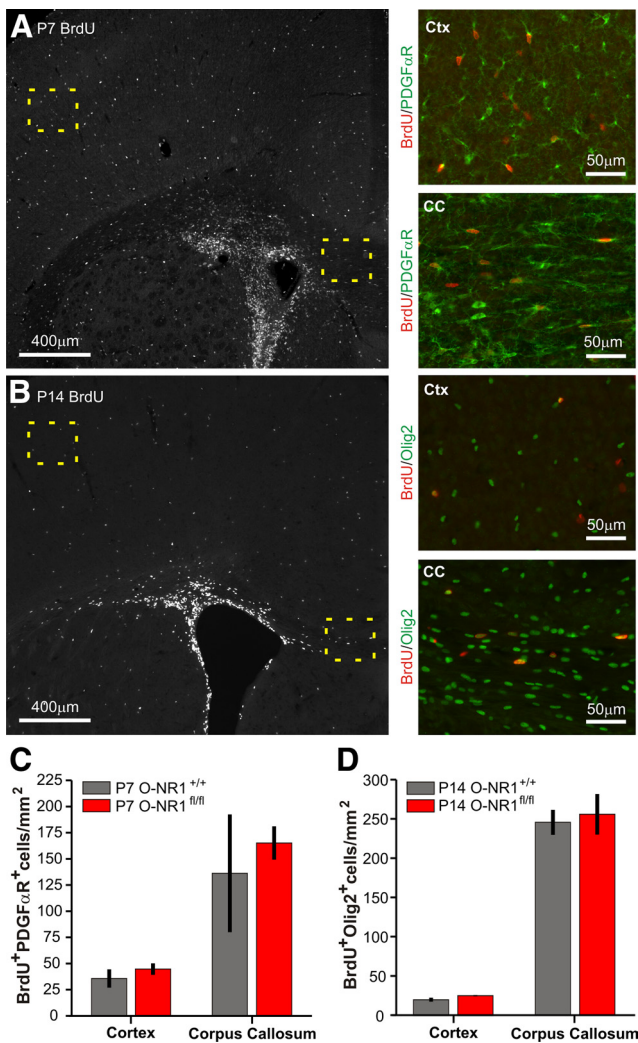 A
P7 BrdU
400µm
BrdU/PDGFαR
Ctx
50µm
BrdU/PDGFαR
CC
50µm
B
P14 BrdU
400µm
BrdU/Olig2
Ctx
50µm
BrdU/Olig2
CC
50µm
C
P7 O-NR1+/+
P7 O-NR1fl/fl
BrdU+PDGFαR+cells/mm2
225
200
175
150
125
100
75
50
25
0
Cortex
Corpus Callosum
D
P14 O-NR1+/+
P14 O-NR1fl/fl
BrdU+Olig2+cells/mm2
300
250
200
150
100
50
0
Cortex
Corpus Callosum